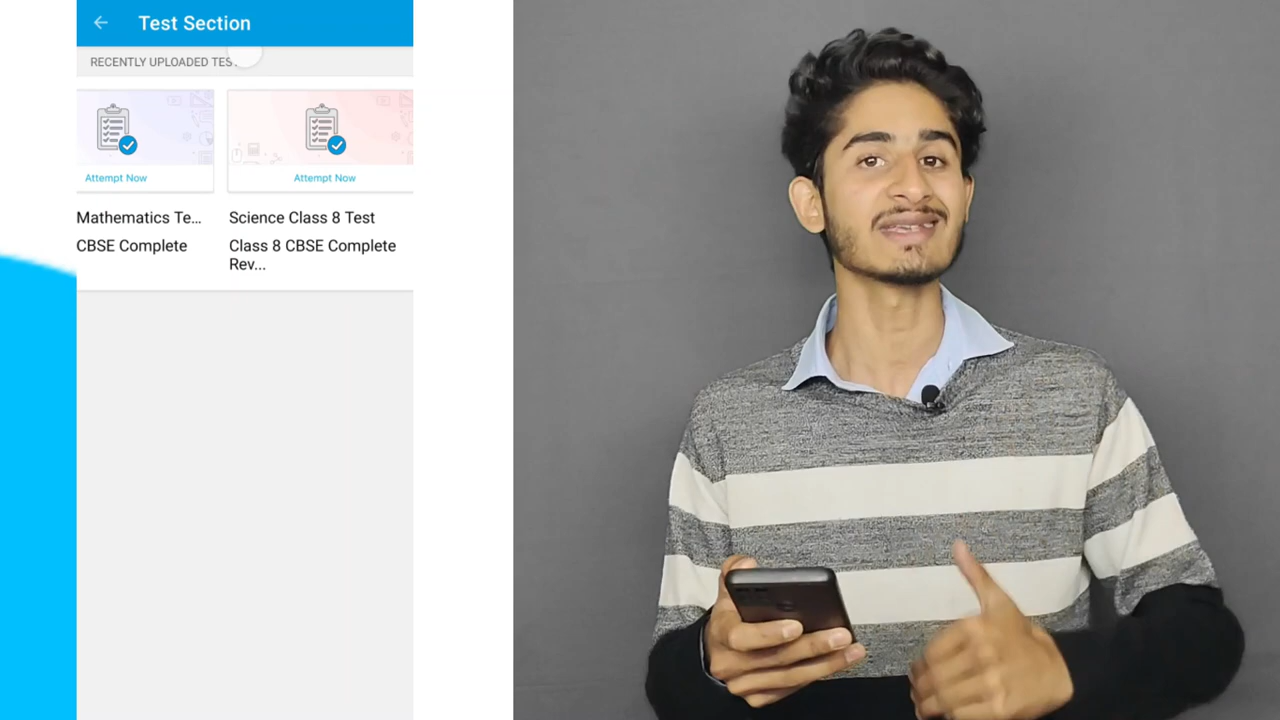 Test Section
RECENTLY UPLOADED TES
Attempt Now
Attempt Now
Mathematics Te...
Science Class 8 Test
CBSE Complete
Class 8 CBSE Complete
Rev...